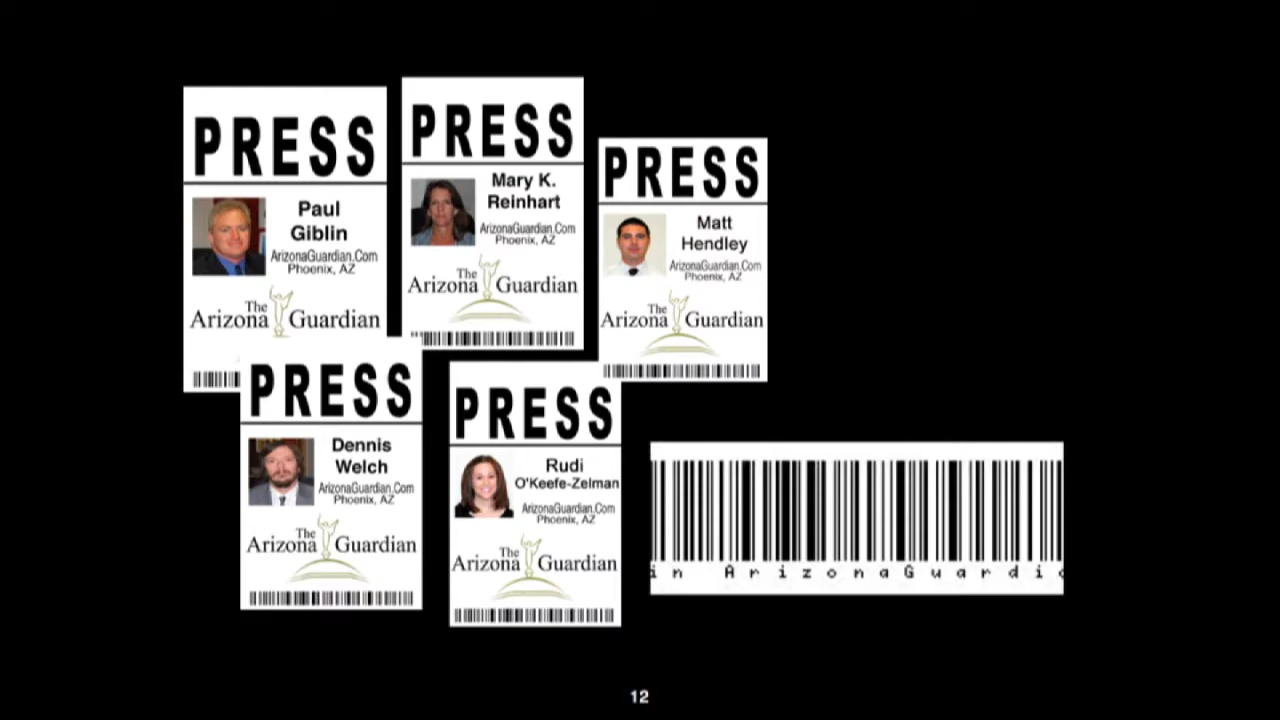 PRESS
Paul
Giblin
ArizonaGuardian.Com
Phoenix, AZ
The
Arizona Guardian
PRESS
Mary K.
Reinhart
ArizonaGuardian.Com
Phoenix, AZ
The
Arizona Guardian
PRESS
Matt
Hendley
ArizonaGuardian.Com
Phoenix, AZ
The
Arizona Guardian
PRESS
Dennis
Welch
ArizonaGuardian.Com
Phoenix, AZ
The
Arizona Guardian
PRESS
Rudi
O'Keefe-Zelman
ArizonaGuardian.Com
Phoenix, AZ
The
Arizona Guardian
in ArizonaGuardi
12